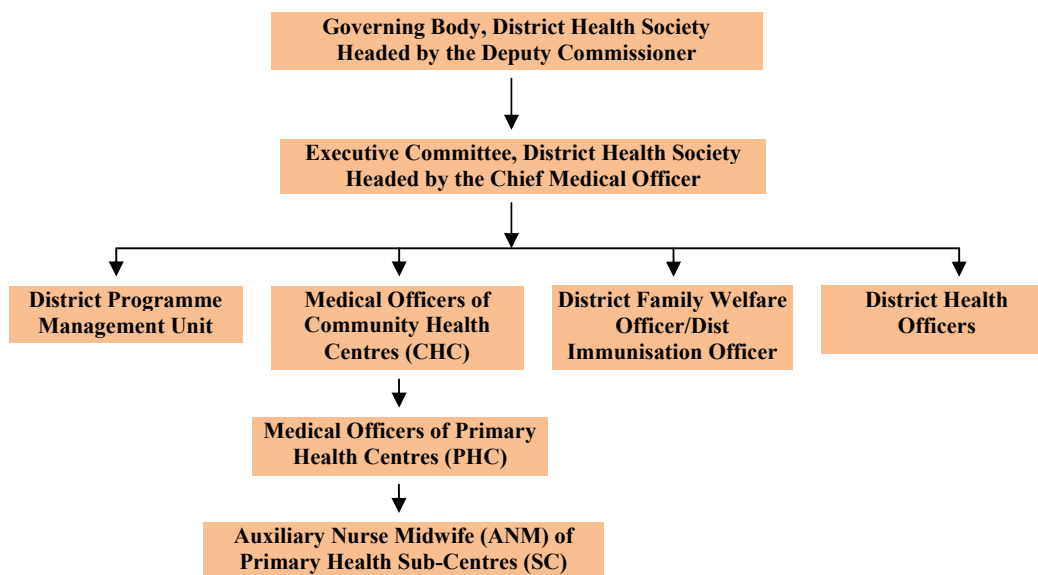 Governing Body, District Health Society
Headed by the Deputy Commissioner
Executive Committee, District Health Society
Headed by the Chief Medical Officer
District Programme
Management Unit
Medical Officers of
Community Health
Centres (CHC)
District Family Welfare
Officer/Dist
Immunisation Officer
District Health
Officers
Medical Officers of Primary
Health Centres (PHC)
Auxiliary Nurse Midwife (ANM) of
Primary Health Sub-Centres (SC)